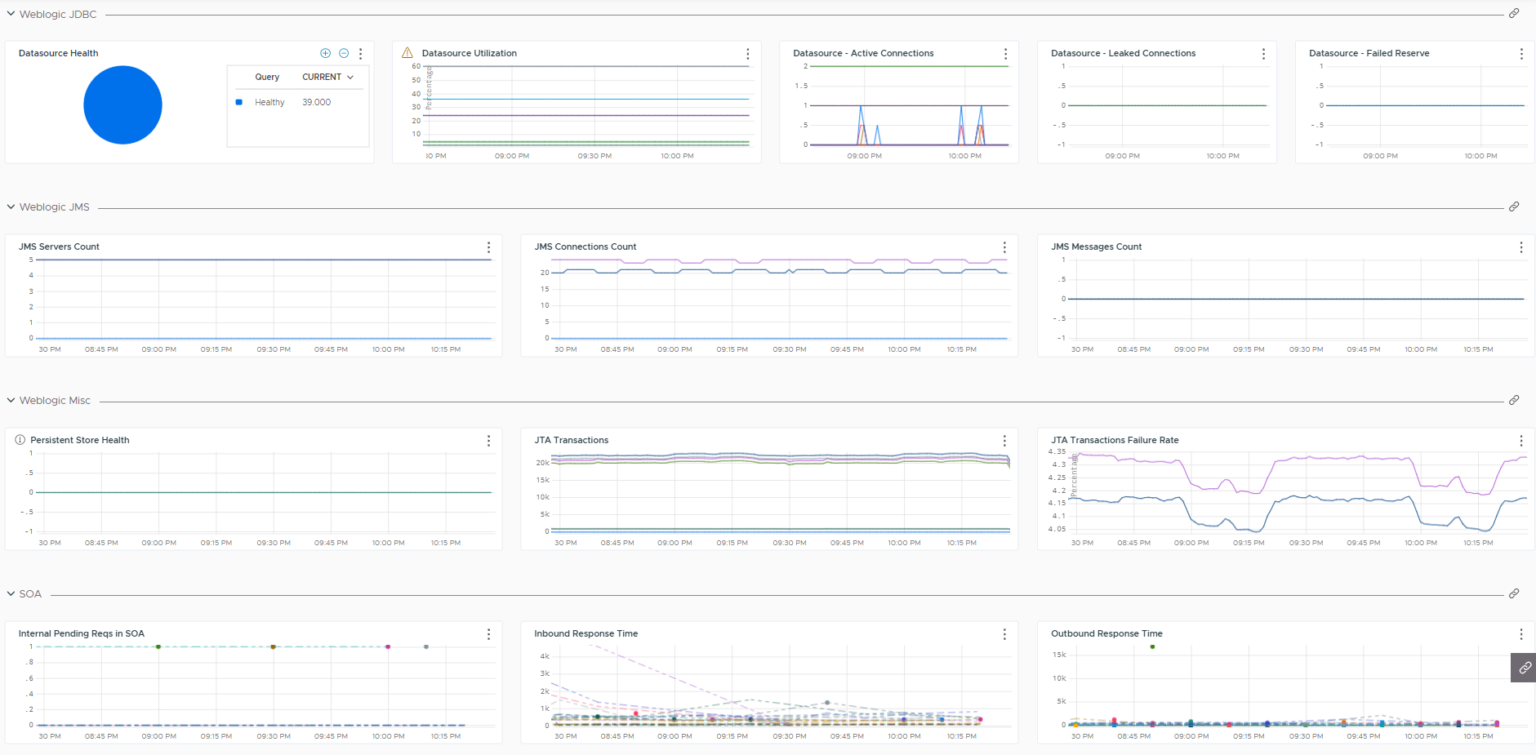 Weblogic JDBC
Datasource Health
Query CURRENT
Healthy 39.000
Datasource Utilization
Percentage
60
50
40
30
20
10
10 PM 09:00 PM 09:30 PM 10:00 PM
Datasource - Active Connections
2
1.5
1
.5
0
09:00 PM 10:00 PM
Datasource - Leaked Connections
1
.5
0
-.5
-1
09:00 PM 10:00 PM
Datasource - Failed Reserve
1
.5
0
-.5
-1
09:00 PM 10:00 PM
Weblogic JMS
JMS Servers Count
5
4
3
2
1
0
30 PM 08:45 PM 09:00 PM 09:15 PM 09:30 PM 09:45 PM 10:00 PM 10:15 PM
JMS Connections Count
20
15
10
5
0
30 PM 08:45 PM 09:00 PM 09:15 PM 09:30 PM 09:45 PM 10:00 PM 10:15 PM
JMS Messages Count
1
.5
0
-.5
-1
30 PM 08:45 PM 09:00 PM 09:15 PM 09:30 PM 09:45 PM 10:00 PM 10:15 PM
Weblogic Misc
Persistent Store Health
1
.5
0
-.5
-1
30 PM 08:45 PM 09:00 PM 09:15 PM 09:30 PM 09:45 PM 10:00 PM 10:15 PM
JTA Transactions
20k
15k
10k
5k
0
30 PM 08:45 PM 09:00 PM 09:15 PM 09:30 PM 09:45 PM 10:00 PM 10:15 PM
JTA Transactions Failure Rate
Percentage
4.35
4.3
4.25
4.2
4.15
4.1
4.05
30 PM 08:45 PM 09:00 PM 09:15 PM 09:30 PM 09:45 PM 10:00 PM 10:15 PM
SOA
Internal Pending Reqs in SOA
1
.8
.6
.4
.2
0
30 PM 08:45 PM 09:00 PM 09:15 PM 09:30 PM 09:45 PM 10:00 PM 10:15 PM
Inbound Response Time
4k
3k
2k
1k
0
30 PM 08:45 PM 09:00 PM 09:15 PM 09:30 PM 09:45 PM 10:00 PM 10:15 PM
Outbound Response Time
15k
10k
5k
0
30 PM 08:45 PM 09:00 PM 09:15 PM 09:30 PM 09:45 PM 10:00 PM 10:15 PM